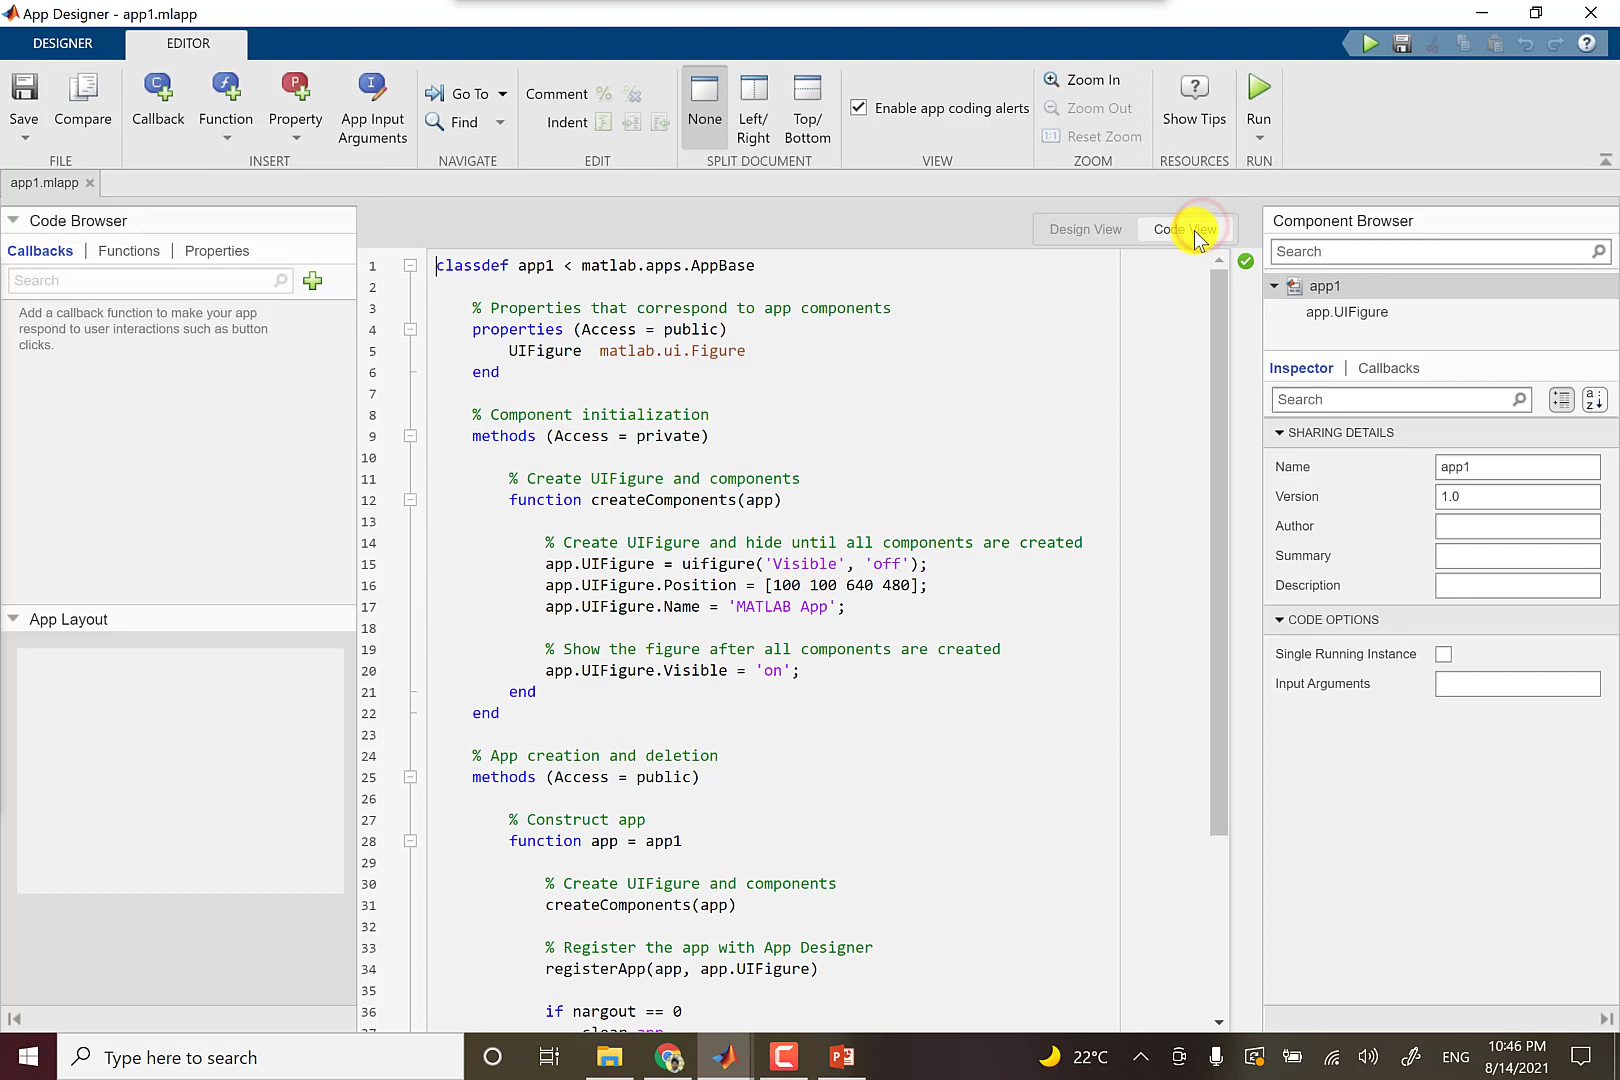 App Designer - app1.mlapp
DESIGNER
EDITOR
Save
Compare
Callback
Function
Property
App Input Arguments
Go To
Find
Comment
Indent
None
Left/ Right
Top/ Bottom
Enable app coding alerts
Zoom In
Zoom Out
Reset Zoom
Show Tips
Run
FILE
INSERT
NAVIGATE
EDIT
SPLIT DOCUMENT
VIEW
ZOOM
RESOURCES
RUN
app1.mlapp
Code Browser
Callbacks | Functions | Properties
Search
Add a callback function to make your app
respond to user interactions such as button
clicks.
App Layout
Design View
Code View
1 classdef app1 < matlab.apps.AppBase
2
3 % Properties that correspond to app components
4 properties (Access = public)
5 UIFigure matlab.ui.Figure
6 end
7
8 % Component initialization
9 methods (Access = private)
10
11 % Create UIFigure and components
12 function createComponents(app)
13
14 % Create UIFigure and hide until all components are created
15 app.UIFigure = uifigure('Visible', 'off');
16 app.UIFigure.Position = [100 100 640 480];
17 app.UIFigure.Name = 'MATLAB App';
18
19 % Show the figure after all components are created
20 app.UIFigure.Visible = 'on';
21 end
22 end
23
24 % App creation and deletion
25 methods (Access = public)
26
27 % Construct app
28 function app = app1
29
30 % Create UIFigure and components
31 createComponents(app)
32
33 % Register the app with App Designer
34 registerApp(app, app.UIFigure)
35
36 if nargout == 0
37 clear app
Component Browser
Search
app1
app.UIFigure
Inspector | Callbacks
Search
SHARING DETAILS
Name app1
Version 1.0
Author
Summary
Description
CODE OPTIONS
Single Running Instance
Input Arguments
Type here to search
22°C
ENG
10:46 PM
8/14/2021